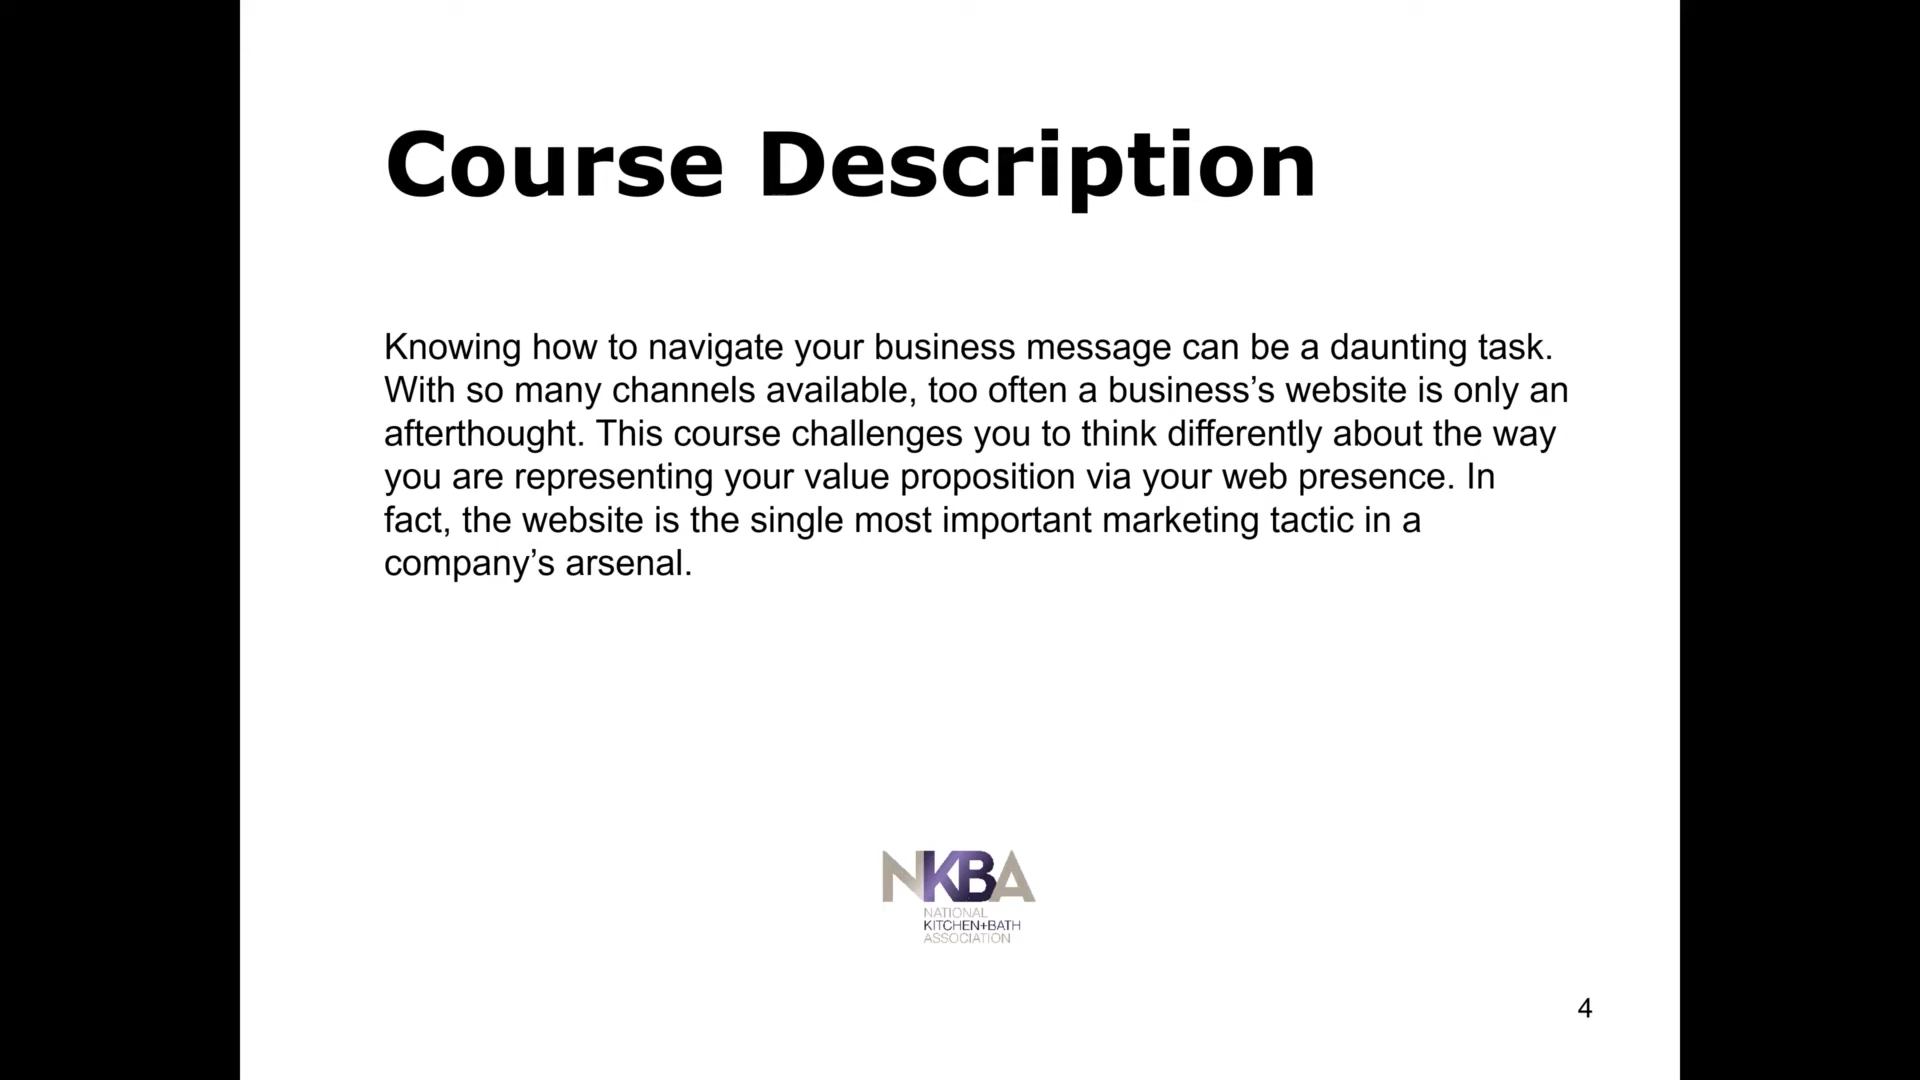 Course Description
Knowing how to navigate your business message can be a daunting task.
With so many channels available, too often a business’s website is only an
afterthought. This course challenges you to think differently about the way
you are representing your value proposition via your web presence. In
fact, the website is the single most important marketing tactic in a
company’s arsenal.
NKBA
NATIONAL
KITCHEN+BATH
ASSOCIATION
4